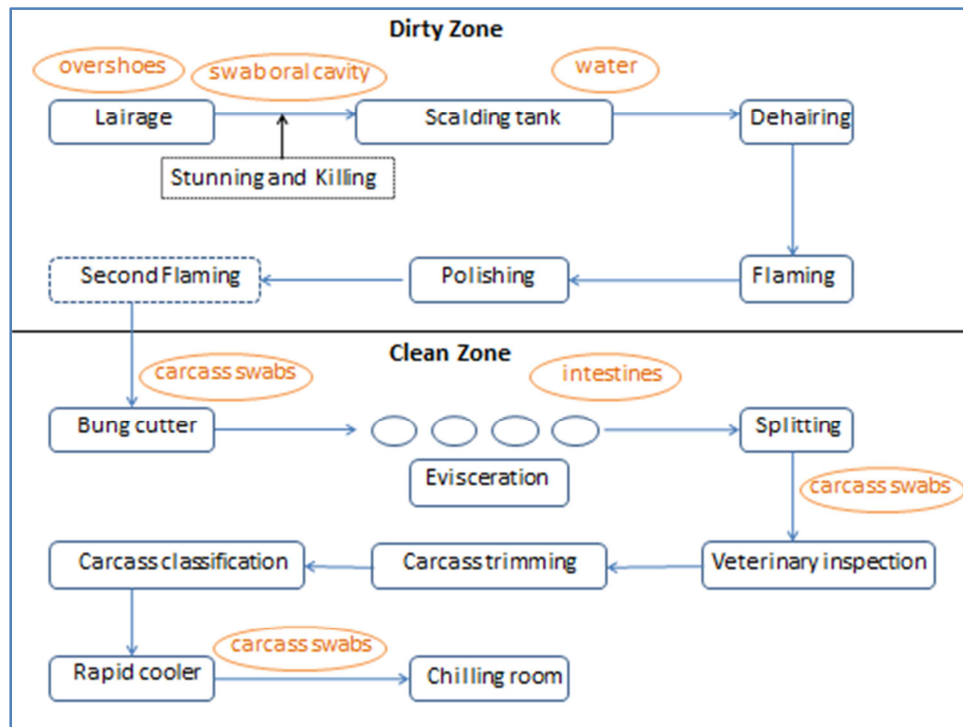 Dirty Zone
overshoes
swab oral cavity
water
Lairage
Scalding tank
Dehairing
Stunning and Killing
Second Flaming
Polishing
Flaming
Clean Zone
carcass swabs
intestines
Bung cutter
Splitting
Evisceration
carcass swabs
Carcass classification
Carcass trimming
Veterinary inspection
carcass swabs
Rapid cooler
Chilling room